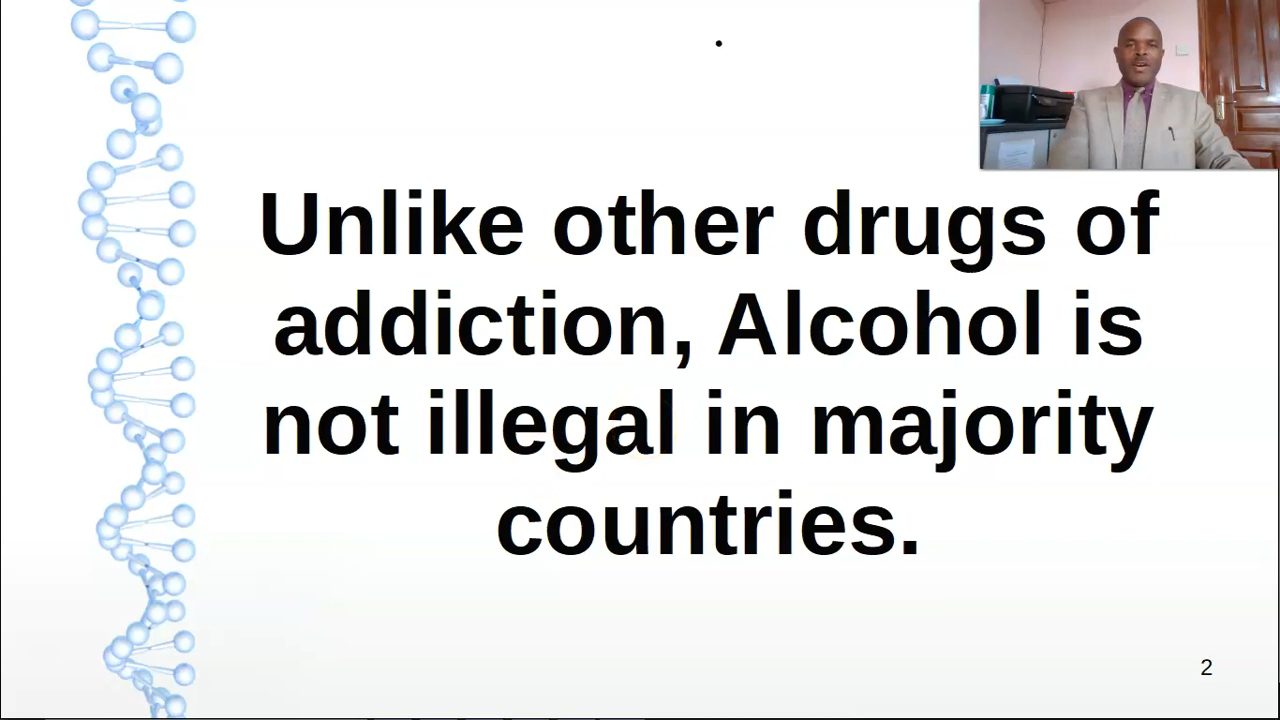 Unlike other drugs of
addiction, Alcohol is
not illegal in majority
countries.
2